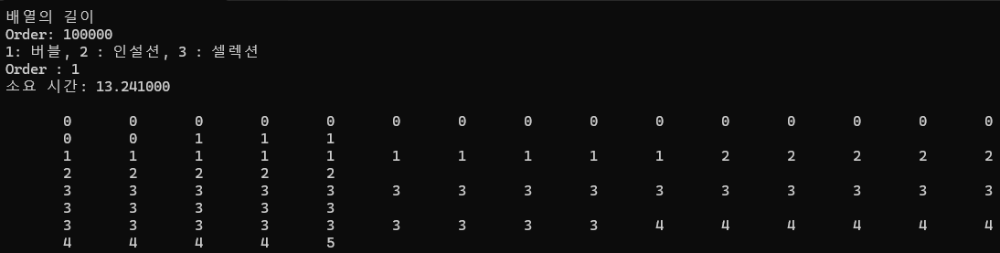 배열의 길이
Order: 100000
1: 버블, 2 : 인설션, 3 : 셀렉션
Order : 1
소요 시간: 13.241000
0 0 0 0 0 0 0 0 0 0 0 0 0 0 0
0 0 1 1 1
1 1 1 1 1 1 1 1 1 1 2 2 2 2 2
2 2 2 2 2
3 3 3 3 3 3 3 3 3 3 3 3 3 3 3
3 3 3 3 3
3 3 3 3 3 3 3 3 3 4 4 4 4 4 4
4 4 4 4 5